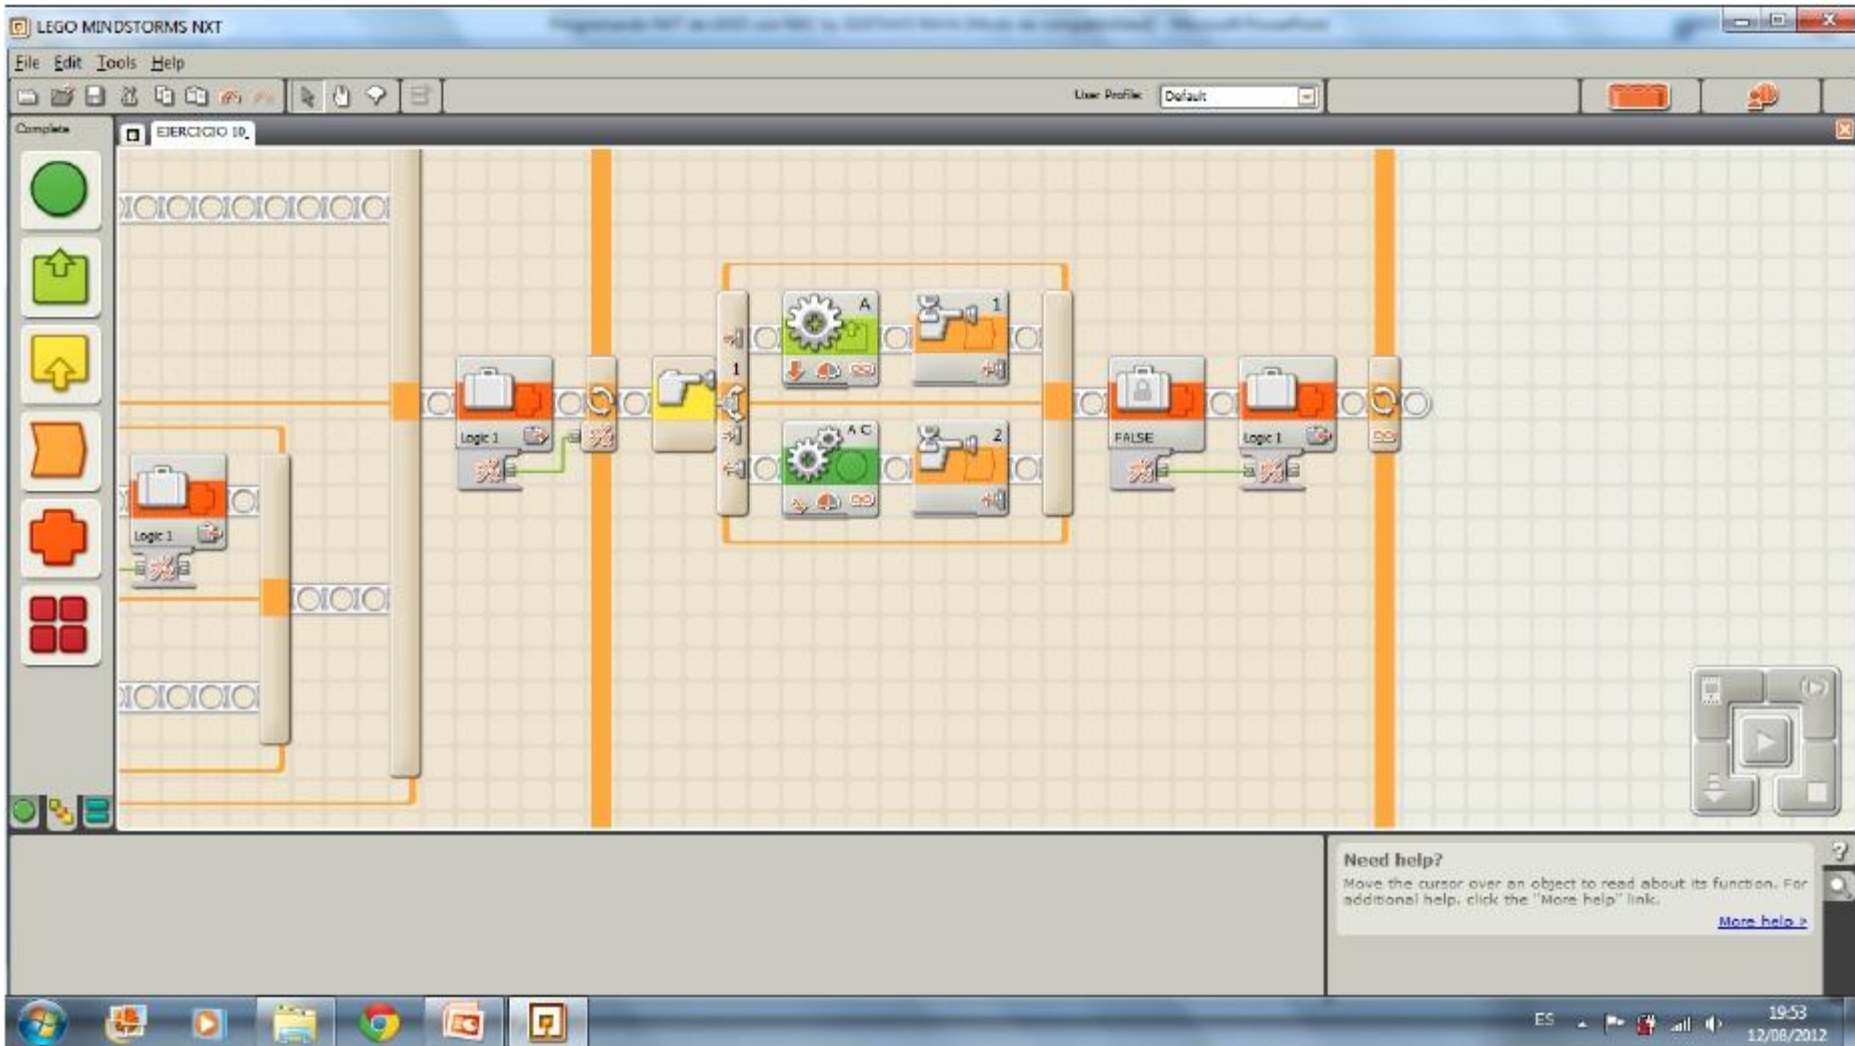 LEGO MINDSTORMS NXT
File Edit Tools Help
User Profile: Default
Complete
EJERCICIO 10_
A
1
1
Logic 1
FALSE
Logic 1
A C
2
Logic 1
Need help?
Move the cursor over an object to read about its function. For
additional help, click the "More help" link.
More help »
ES
19:53
12/08/2012